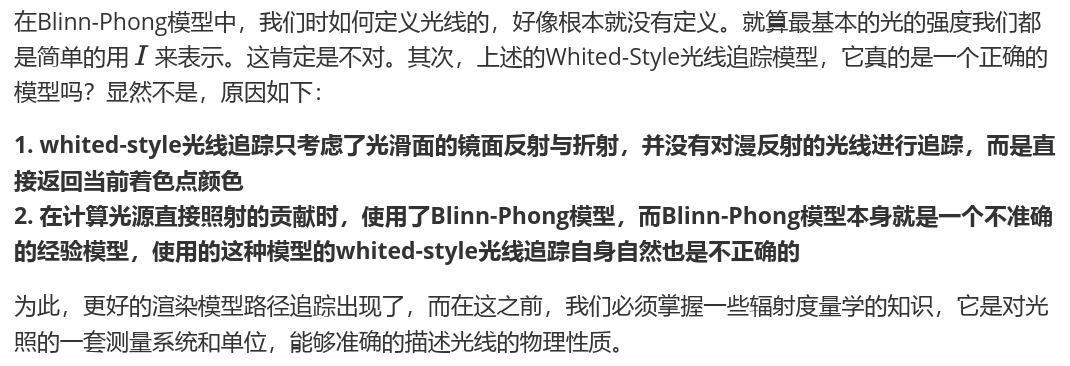 在Blinn-Phong模型中，我们时如何定义光线的，好像根本就没有定义。就算最基本的光的强度我们都
是简单的用 I 来表示。这肯定是不对。其次，上述的Whited-Style光线追踪模型，它真的是一个正确的
模型吗？显然不是，原因如下：
1. whited-style光线追踪只考虑了光滑面的镜面反射与折射，并没有对漫反射的光线进行追踪，而是直
接返回当前着色点颜色
2. 在计算光源直接照射的贡献时，使用了Blinn-Phong模型，而Blinn-Phong模型本身就是一个不准确
的经验模型，使用的这种模型的whited-style光线追踪自身自然也是不正确的
为此，更好的渲染模型路径追踪出现了，而在这之前，我们必须掌握一些辐射度量学的知识，它是对光
照的一套测量系统和单位，能够准确的描述光线的物理性质。